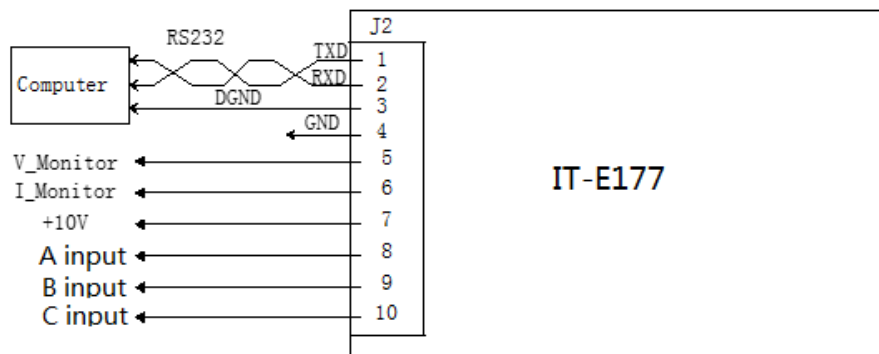 J2
RS232
TXD
1
Computer
RXD
2
DGND
3
GND
4
V_Monitor
5
I_Monitor
6
IT-E177
+10V
7
A input
8
B input
9
C input
10